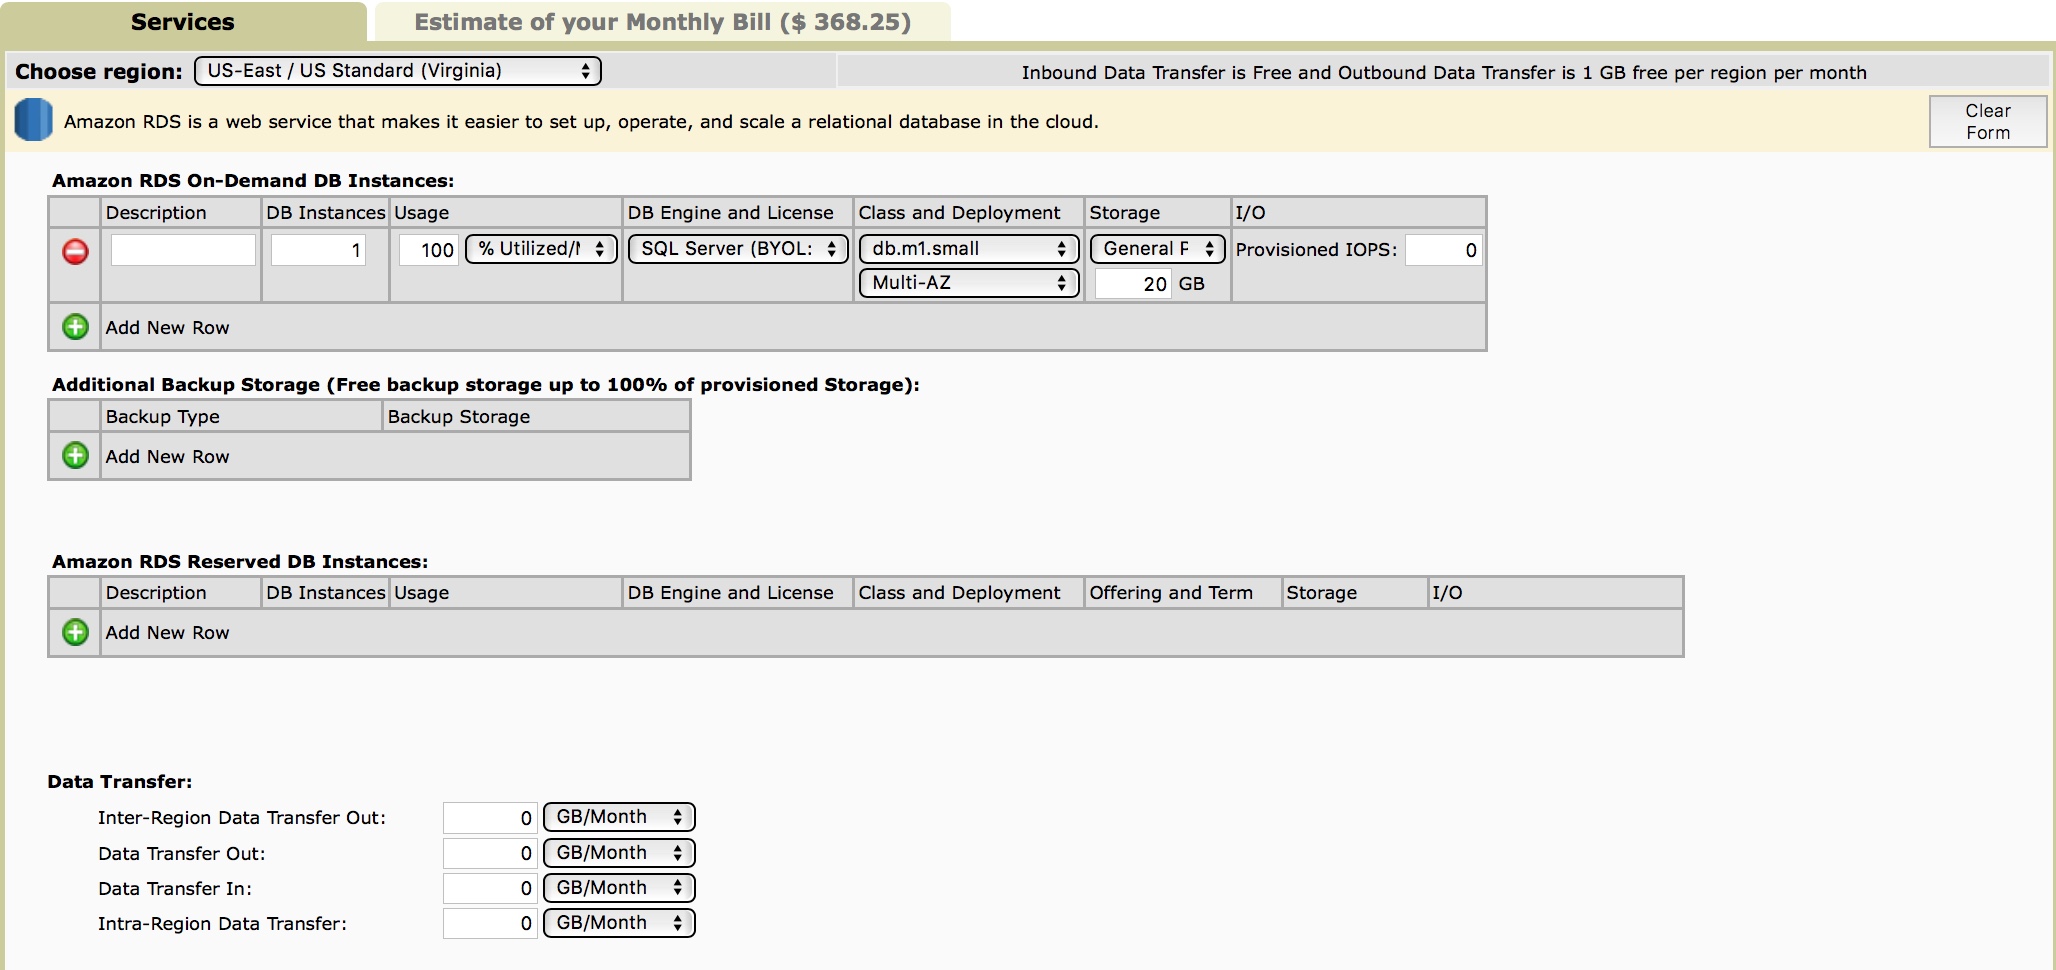 Services
Estimate of your Monthly Bill ($ 368.25)
Choose region: US-East / US Standard (Virginia)
Inbound Data Transfer is Free and Outbound Data Transfer is 1 GB free per region per month
Amazon RDS is a web service that makes it easier to set up, operate, and scale a relational database in the cloud.
Clear
Form
Amazon RDS On-Demand DB Instances:
Description DB Instances Usage DB Engine and License Class and Deployment Storage I/O
1 100 % Utilized/M SQL Server (BYOL: db.m1.small General P Provisioned IOPS: 0
Multi-AZ 20 GB
Add New Row
Additional Backup Storage (Free backup storage up to 100% of provisioned Storage):
Backup Type Backup Storage
Add New Row
Amazon RDS Reserved DB Instances:
Description DB Instances Usage DB Engine and License Class and Deployment Offering and Term Storage I/O
Add New Row
Data Transfer:
Inter-Region Data Transfer Out: 0 GB/Month
Data Transfer Out: 0 GB/Month
Data Transfer In: 0 GB/Month
Intra-Region Data Transfer: 0 GB/Month